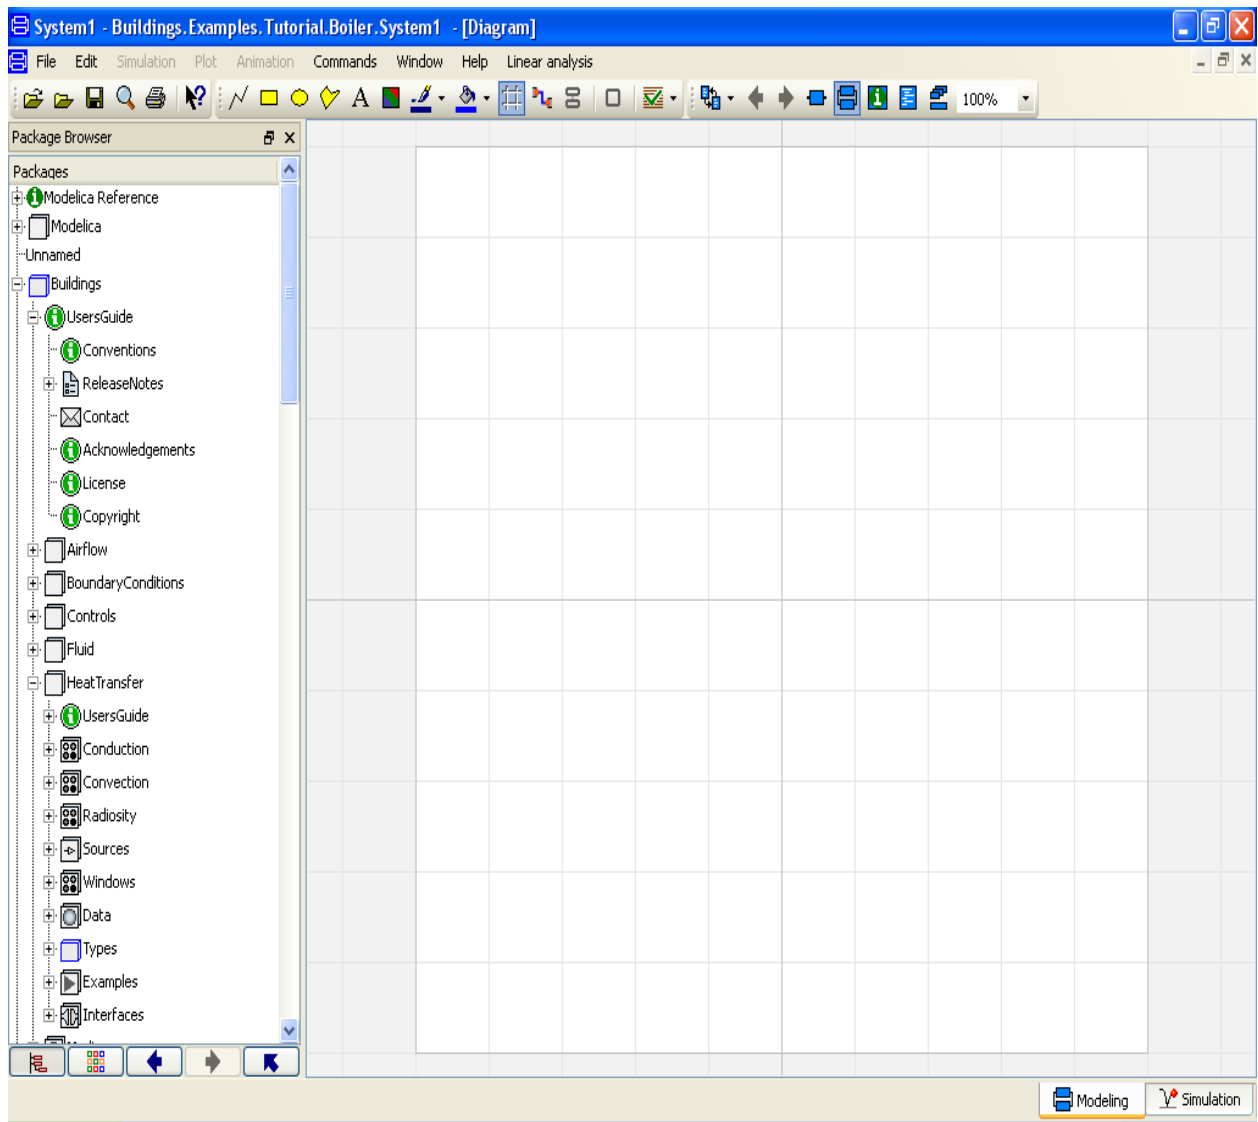 System1 - Buildings.Examples.Tutorial.Boiler.System1 - [Diagram]
File Edit Simulation Plot Animation Commands Window Help Linear analysis
A 100%
Package Browser
Packages
Modelica Reference
Modelica
Unnamed
Buildings
UsersGuide
Conventions
ReleaseNotes
Contact
Acknowledgements
License
Copyright
Airflow
BoundaryConditions
Controls
Fluid
HeatTransfer
UsersGuide
Conduction
Convection
Radiosity
Sources
Windows
Data
Types
Examples
Interfaces
Modeling Simulation